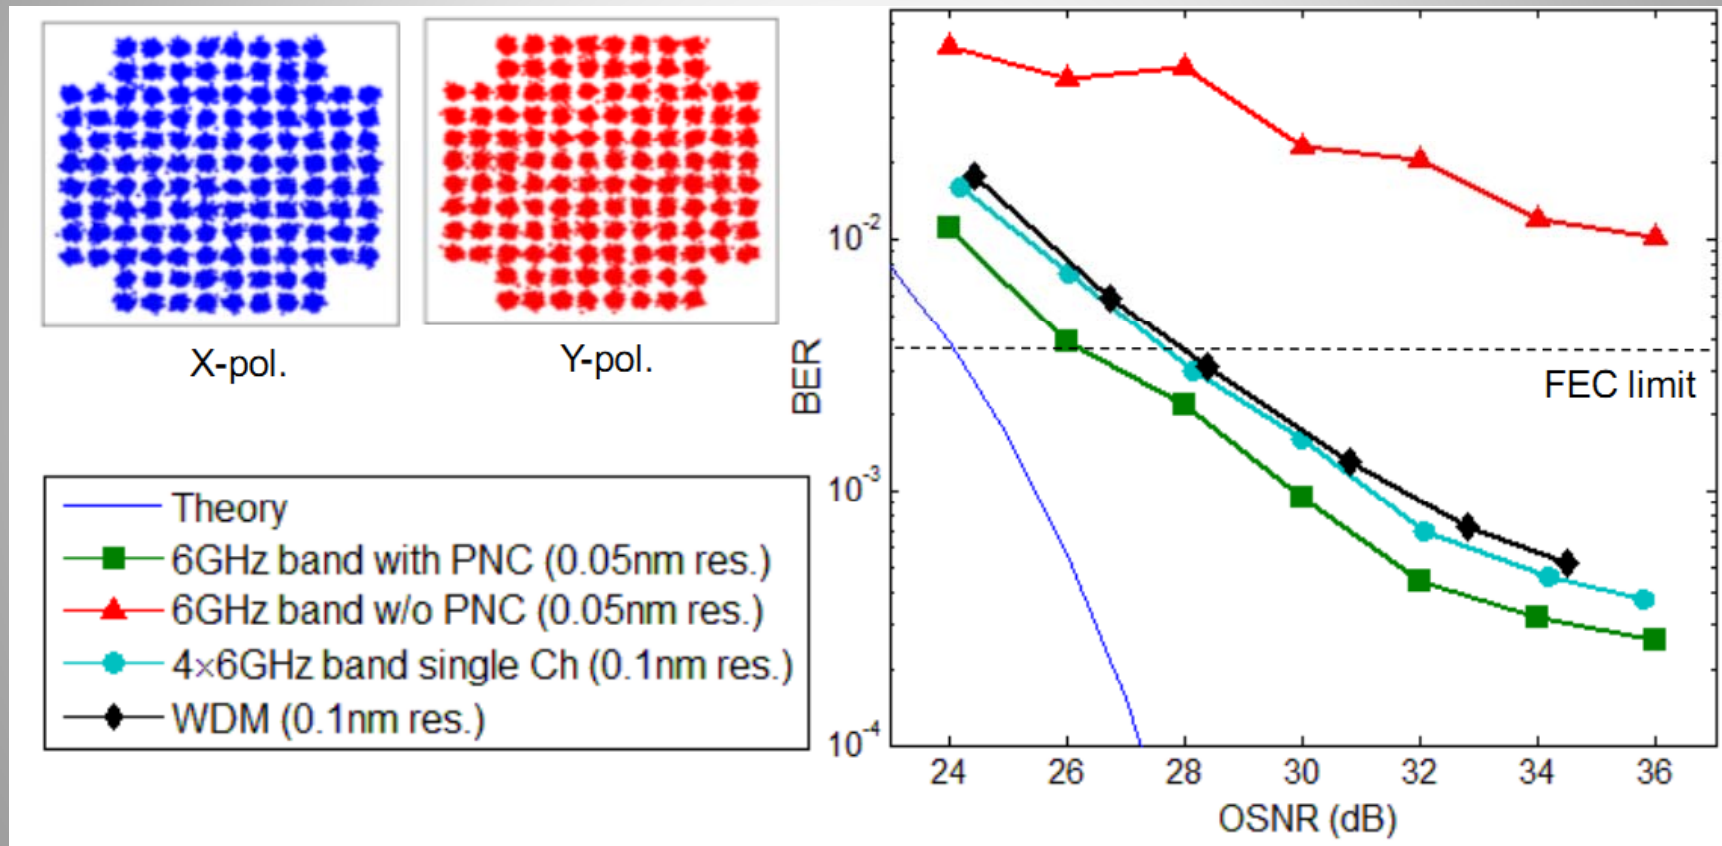 X-pol.
Y-pol.
Theory
6GHz band with PNC (0.05nm res.)
6GHz band w/o PNC (0.05nm res.)
4×6GHz band single Ch (0.1nm res.)
WDM (0.1nm res.)
BER
10-2
10-3
10-4
FEC limit
24 26 28 30 32 34 36
OSNR (dB)